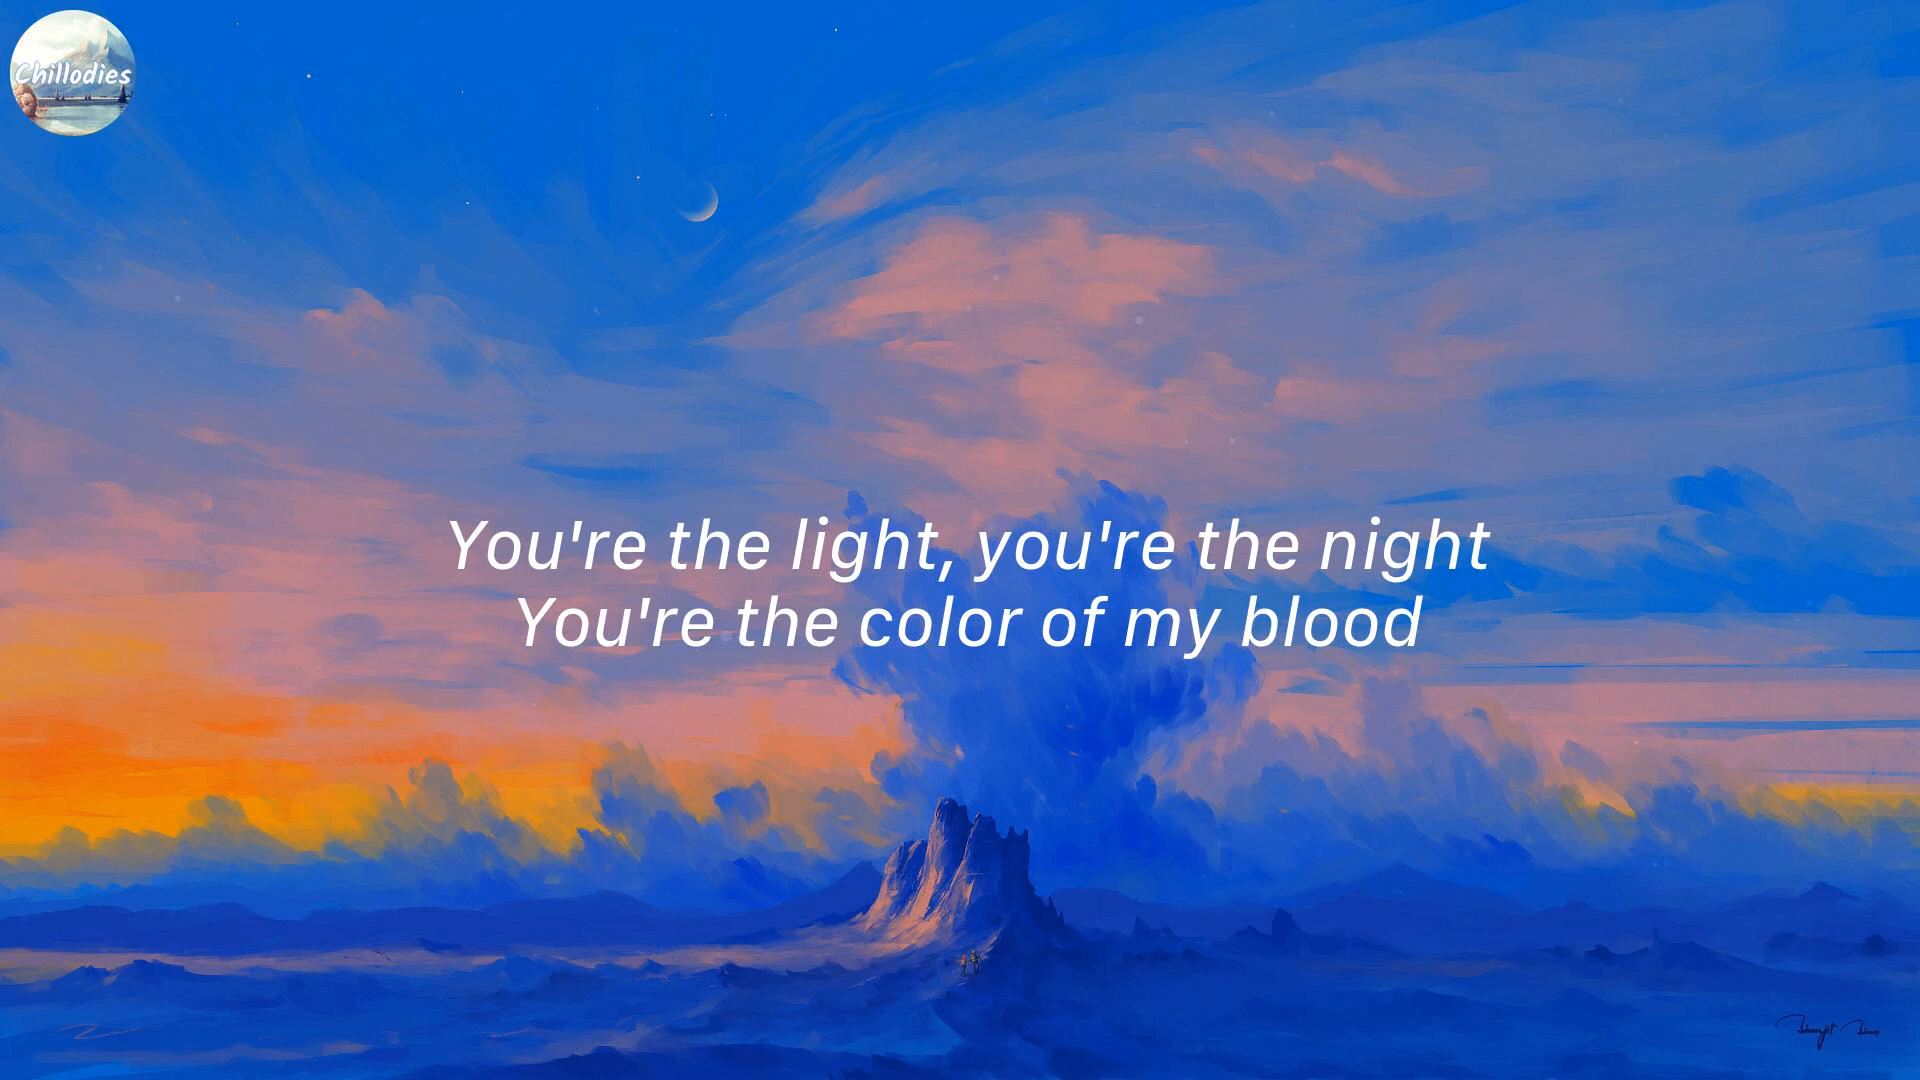 Chillodies
You're the light, you're the night
You're the color of my blood